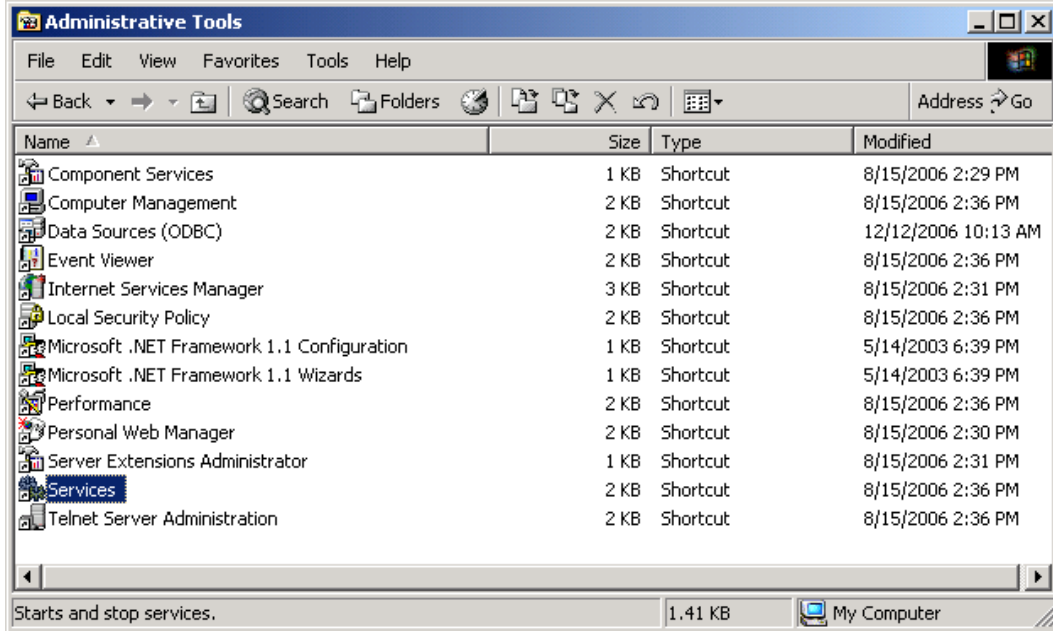 Administrative Tools
File Edit View Favorites Tools Help
Back Search Folders Address Go
Name Size Type Modified
Component Services 1 KB Shortcut 8/15/2006 2:29 PM
Computer Management 2 KB Shortcut 8/15/2006 2:36 PM
Data Sources (ODBC) 2 KB Shortcut 12/12/2006 10:13 AM
Event Viewer 2 KB Shortcut 8/15/2006 2:36 PM
Internet Services Manager 3 KB Shortcut 8/15/2006 2:31 PM
Local Security Policy 2 KB Shortcut 8/15/2006 2:36 PM
Microsoft .NET Framework 1.1 Configuration 1 KB Shortcut 5/14/2003 6:39 PM
Microsoft .NET Framework 1.1 Wizards 1 KB Shortcut 5/14/2003 6:39 PM
Performance 2 KB Shortcut 8/15/2006 2:36 PM
Personal Web Manager 2 KB Shortcut 8/15/2006 2:30 PM
Server Extensions Administrator 1 KB Shortcut 8/15/2006 2:31 PM
Services 2 KB Shortcut 8/15/2006 2:36 PM
Telnet Server Administration 2 KB Shortcut 8/15/2006 2:36 PM
Starts and stop services. 1.41 KB My Computer